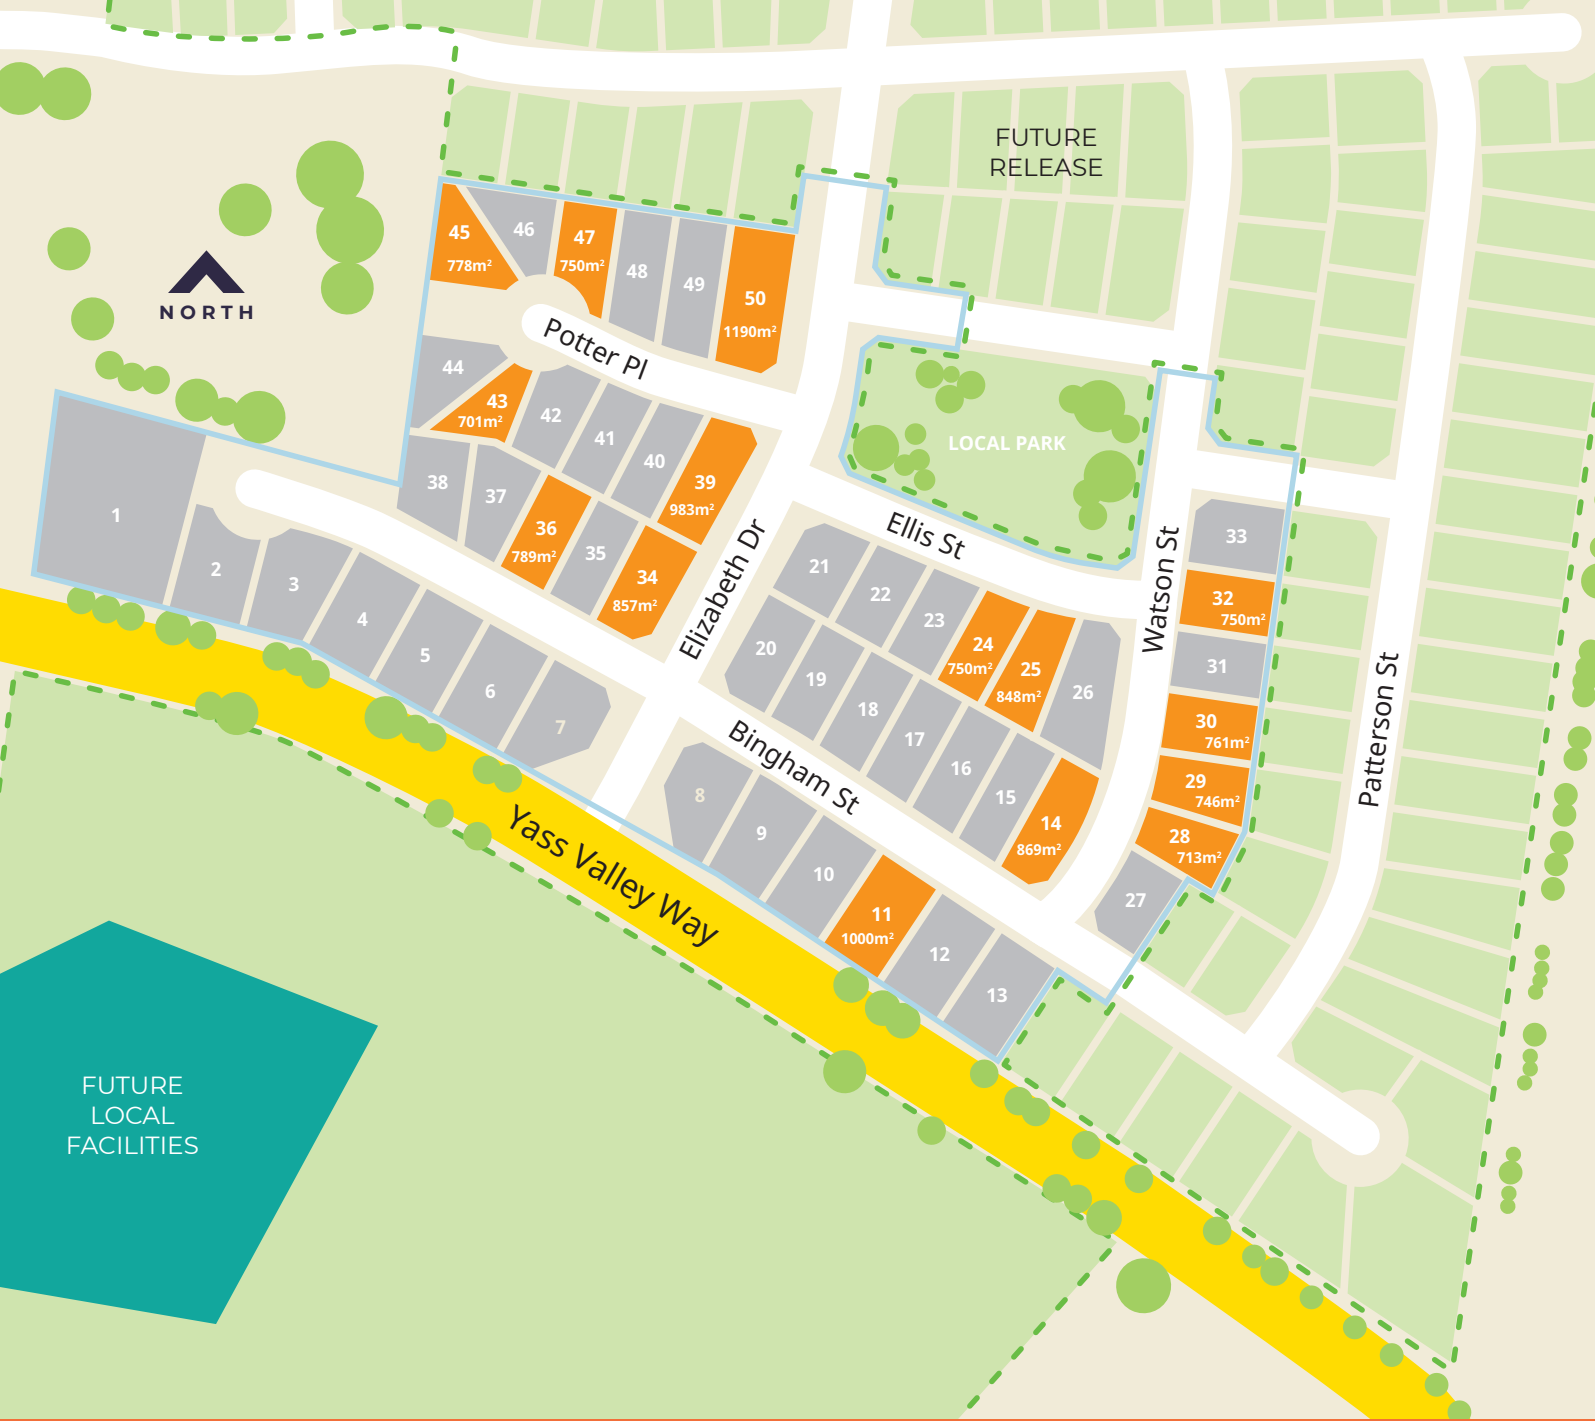 FUTURE
RELEASE
NORTH
45
778m²
46
47
750m²
48
49
50
1190m²
Potter Pl
44
43
701m²
42
41
40
39
983m²
38
37
36
789m²
35
34
857m²
LOCAL PARK
1
2
3
4
5
6
7
Elizabeth Dr
Ellis St
21
22
23
24
750m²
25
848m²
26
20
19
18
17
16
15
14
869m²
Watson St
33
32
750m²
31
30
761m²
29
746m²
28
713m²
27
Patterson St
Bingham St
8
9
10
11
1000m²
12
13
Yass Valley Way
FUTURE
LOCAL
FACILITIES